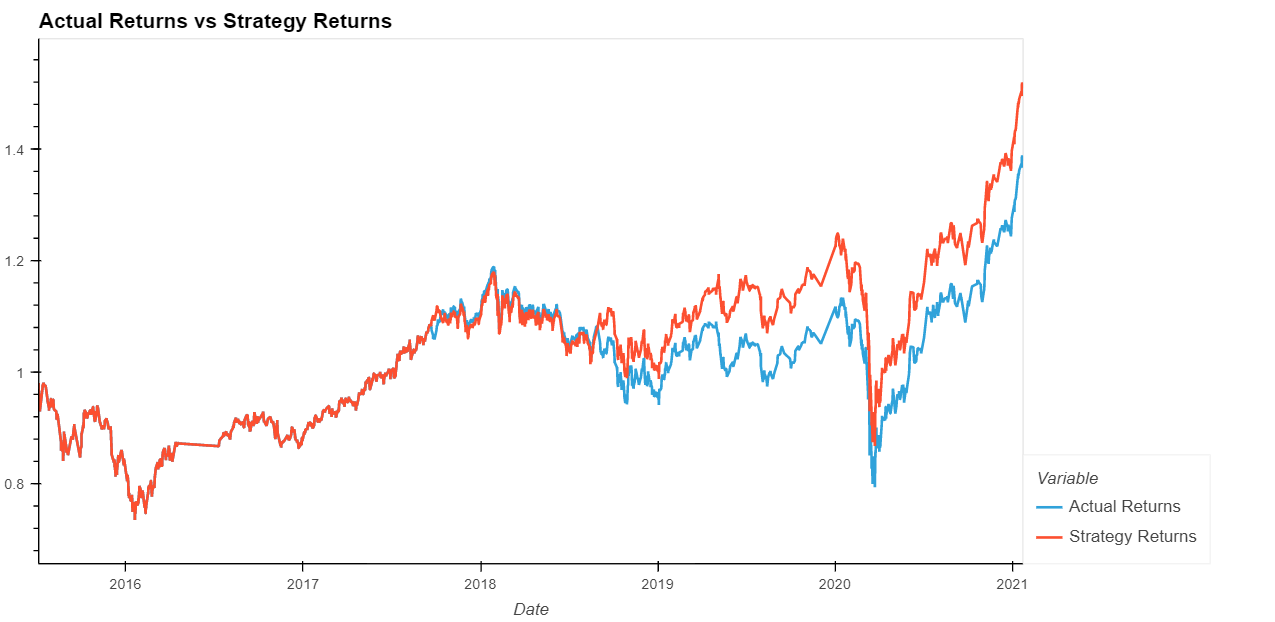 Actual Returns vs Strategy Returns
1.4
1.2
1
0.8
2016 2017 2018 2019 2020 2021
Date
Variable
Actual Returns
Strategy Returns